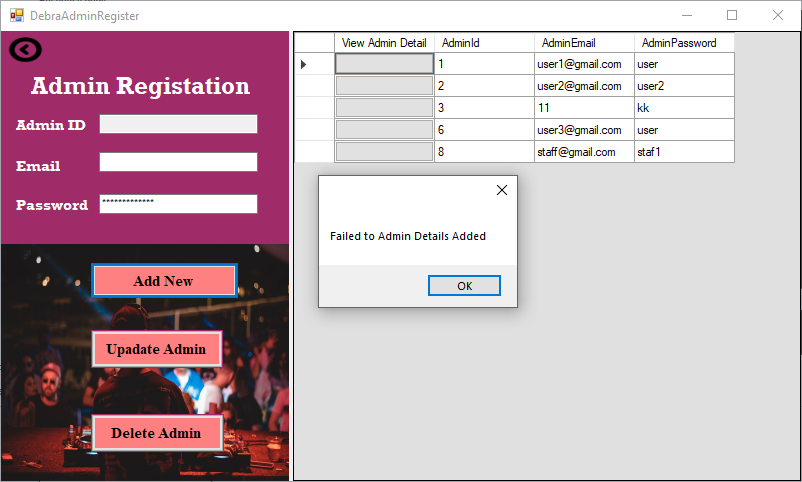 DebraAdminRegister
Admin Registation
Admin ID
Email
Password
*************
Add New
Upadate Admin
Delete Admin
View Admin Detail AdminId AdminEmail AdminPassword
1 user1@gmail.com user
2 user2@gmail.com user2
3 11 kk
6 user3@gmail.com user
8 staff@gmail.com staf1
Failed to Admin Details Added
OK